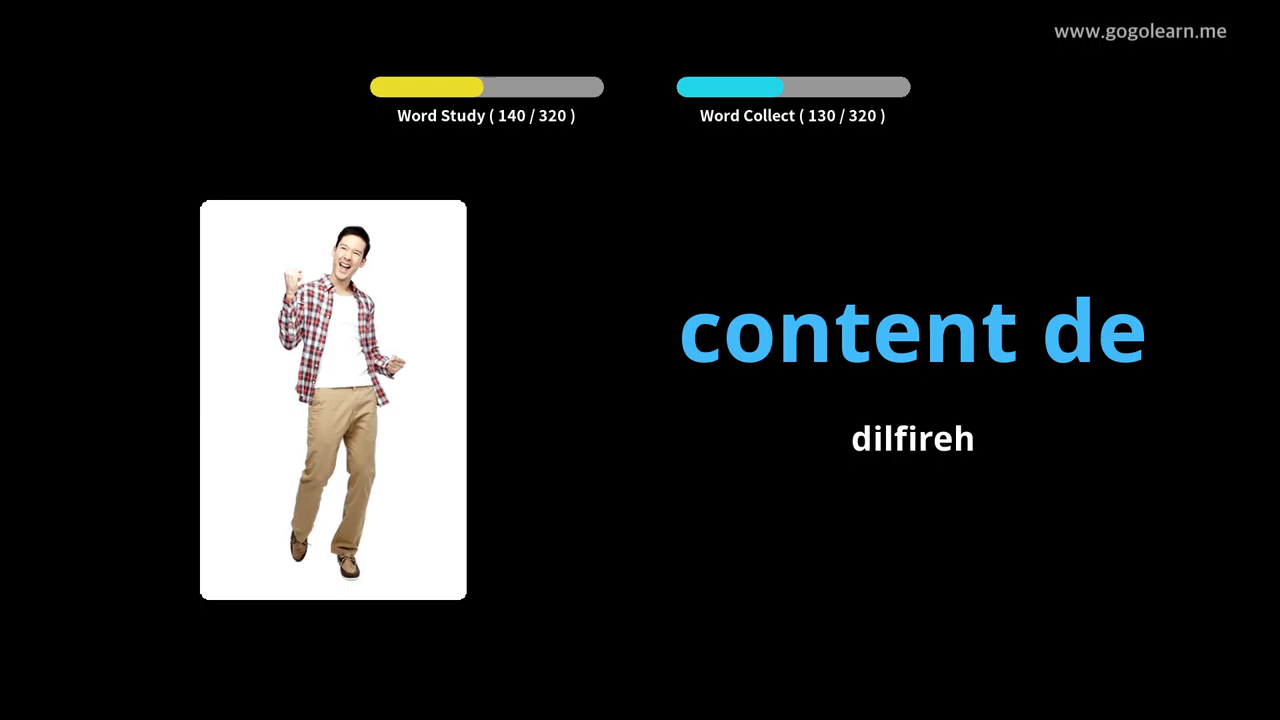 www.gogolearn.me
Word Study ( 140 / 320 )
Word Collect ( 130 / 320 )
content de
dilfireh